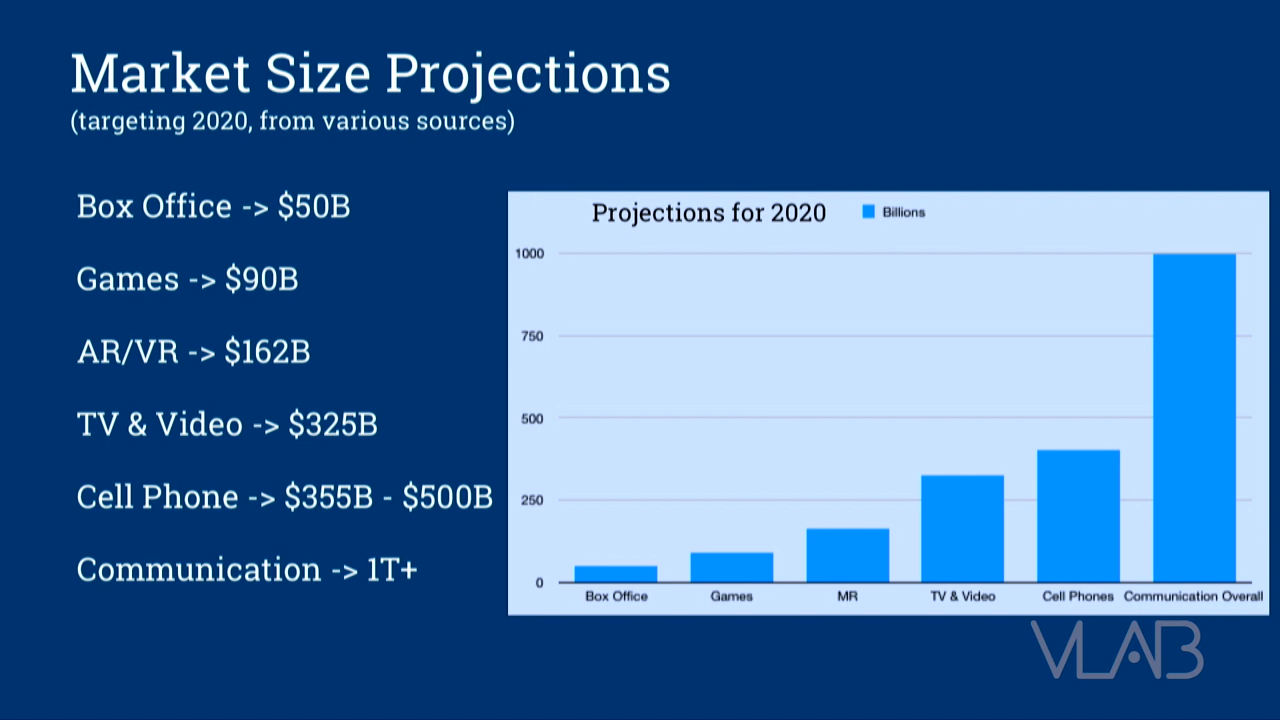 Market Size Projections
(targeting 2020, from various sources)
Box Office -> $50B
Games -> $90B
AR/VR -> $162B
TV & Video -> $325B
Cell Phone -> $355B - $500B
Communication -> 1T+
Projections for 2020
Billions
1000
750
500
250
0
Box Office Games MR TV & Video Cell Phones Communication Overall
VLAB